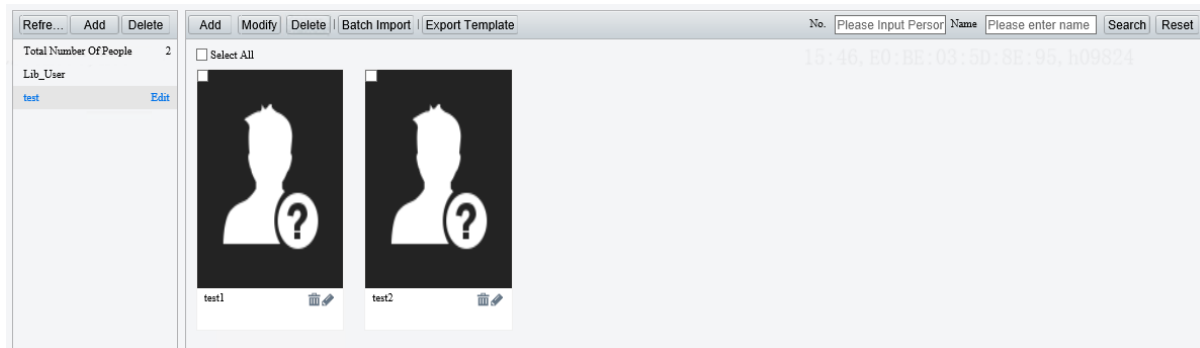 Refre... Add Delete
Add Modify Delete Batch Import Export Template
No. Please Input Person Name Please enter name Search Reset
Total Number Of People 2
Lib_User
test Edit
Select All
15:46, E0:BE:03:5D:8E:95, h09824
?
?
test1
test2